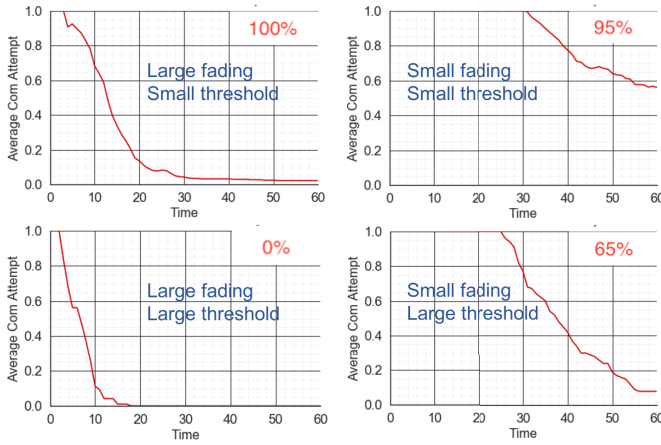 100%
Large fading
Small threshold
Average Com Attempt
1.0
0.8
0.6
0.4
0.2
0.0
0 10 20 30 40 50 60
Time
95%
Small fading
Small threshold
Average Com Attempt
1.0
0.8
0.6
0.4
0.2
0.0
0 10 20 30 40 50 60
Time
0%
Large fading
Large threshold
Average Com Attempt
1.0
0.8
0.6
0.4
0.2
0.0
0 10 20 30 40 50 60
Time
65%
Small fading
Large threshold
Average Com Attempt
1.0
0.8
0.6
0.4
0.2
0.0
0 10 20 30 40 50 60
Time